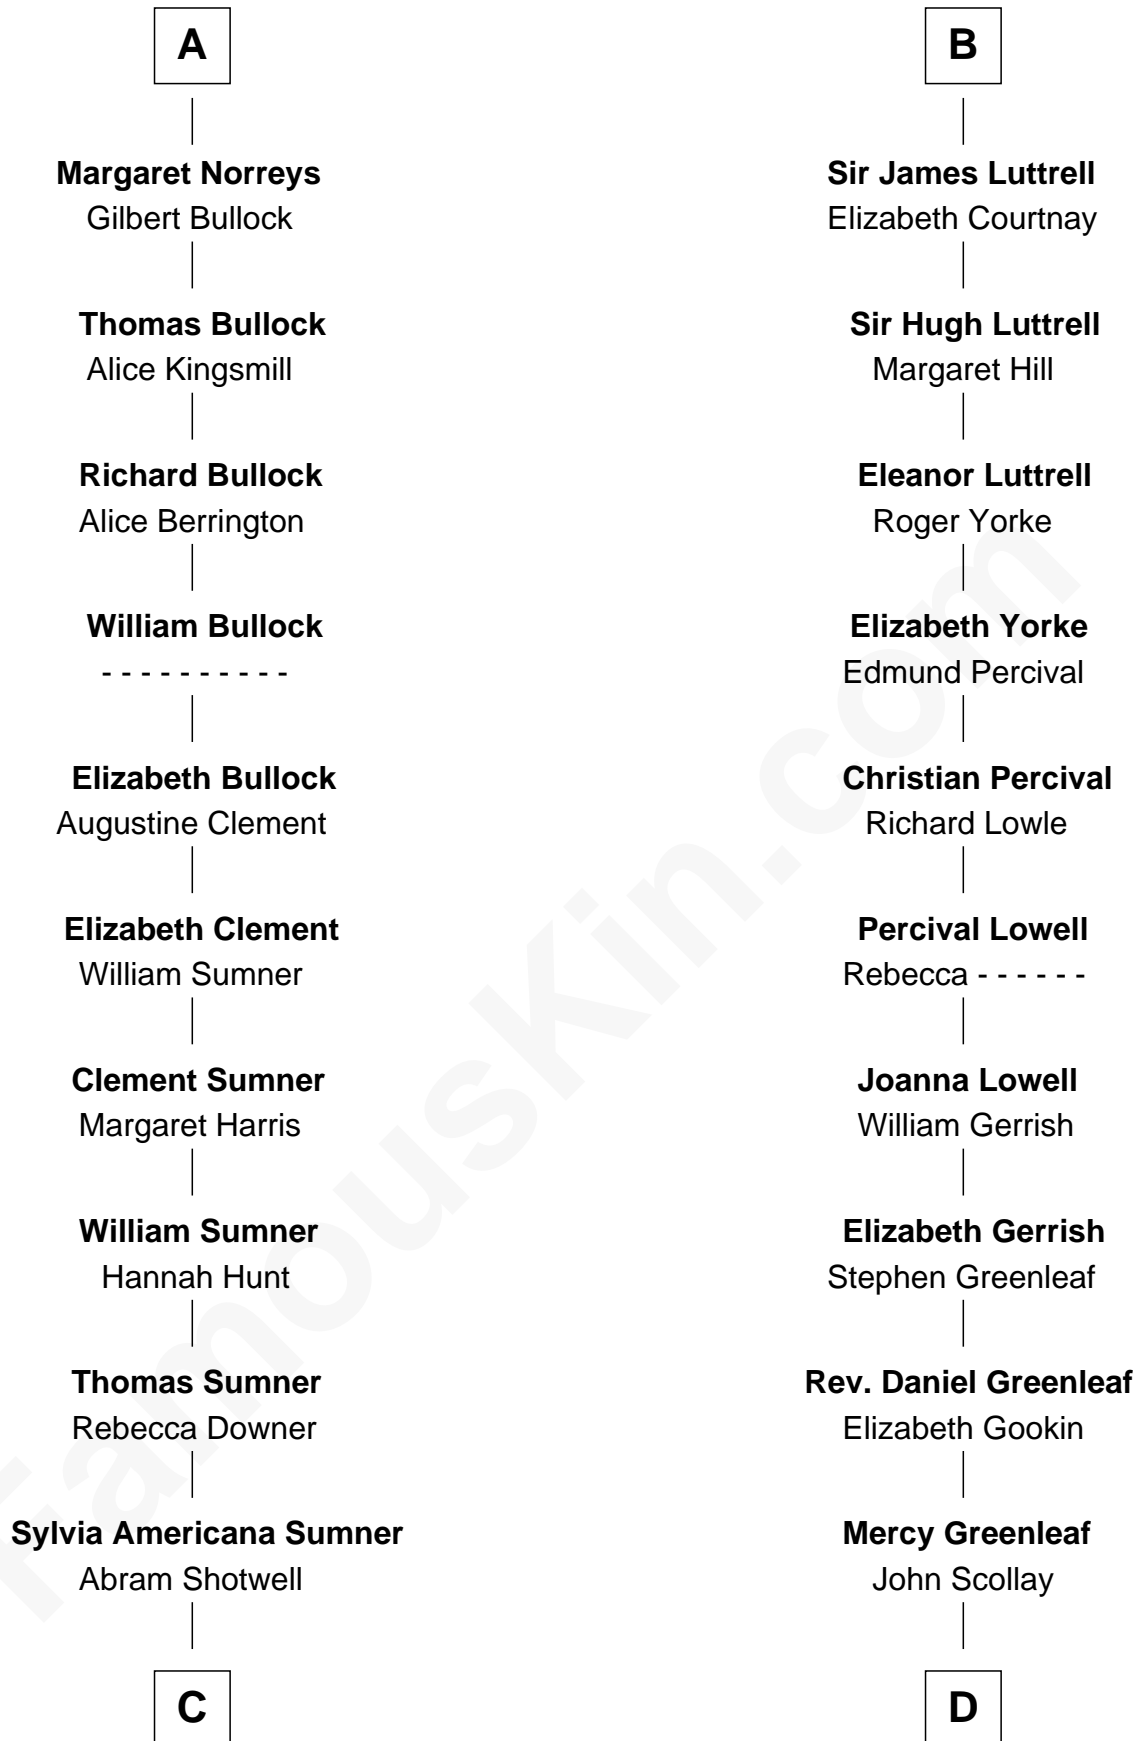 A
Margaret Norreys
Gilbert Bullock
Thomas Bullock
Alice Kingsmill
Richard Bullock
Alice Berrington
William Bullock
- - - - - - - - - -
Elizabeth Bullock
Augustine Clement
Elizabeth Clement
William Sumner
Clement Sumner
Margaret Harris
William Sumner
Hannah Hunt
Thomas Sumner
Rebecca Downer
Sylvia Americana Sumner
Abram Shotwell
C
B
Sir James Luttrell
Elizabeth Courtnay
Sir Hugh Luttrell
Margaret Hill
Eleanor Luttrell
Roger Yorke
Elizabeth Yorke
Edmund Percival
Christian Percival
Richard Lowle
Percival Lowell
Rebecca - - - - - -
Joanna Lowell
William Gerrish
Elizabeth Gerrish
Stephen Greenleaf
Rev. Daniel Greenleaf
Elizabeth Gookin
Mercy Greenleaf
John Scollay
D
FamousKin.com